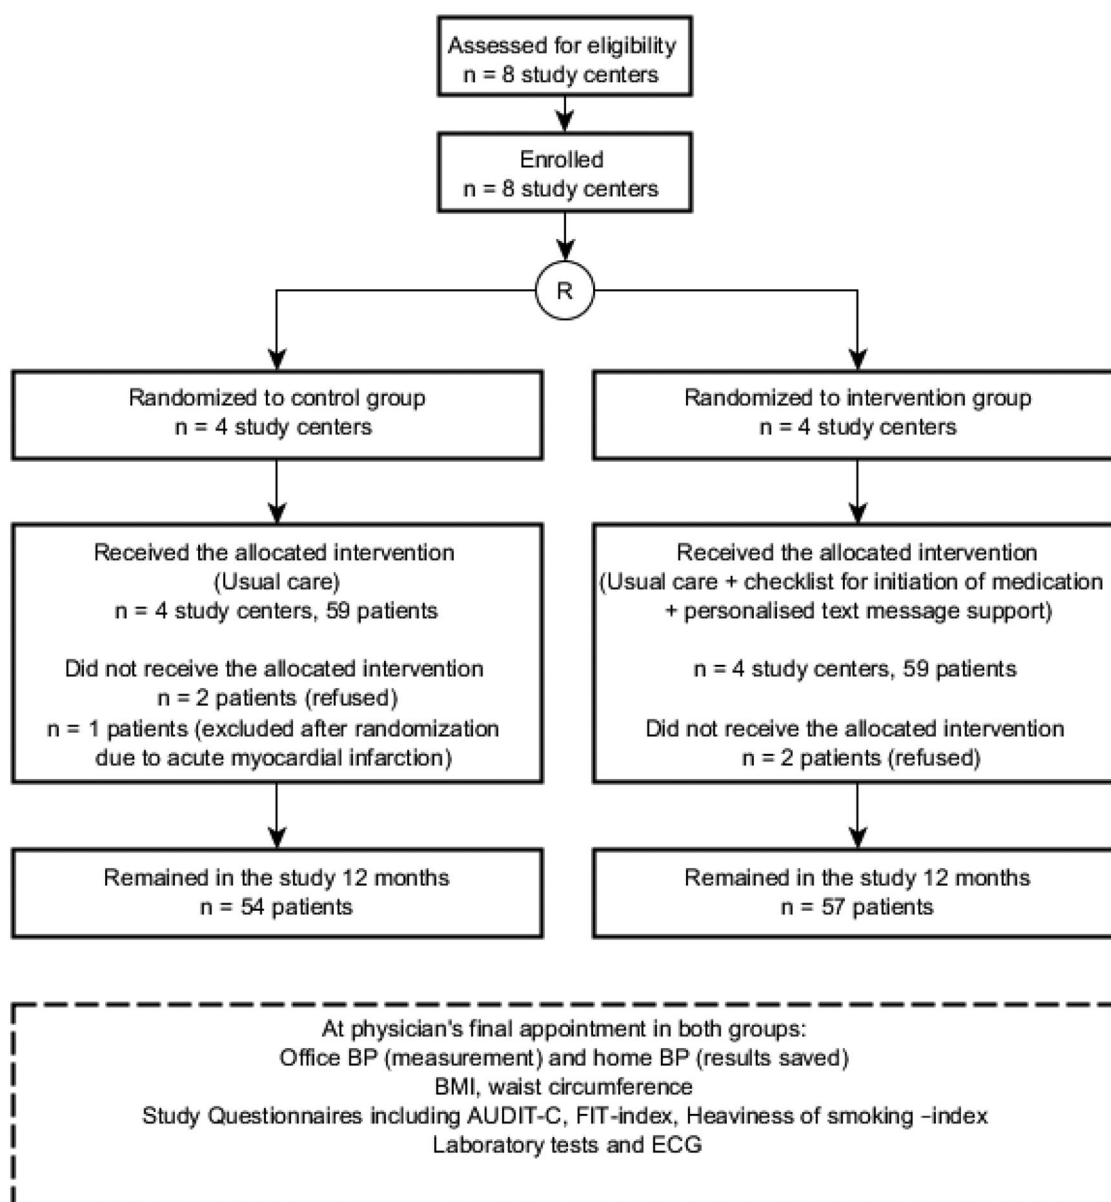 Assessed for eligibility
n = 8 study centers
Enrolled
n = 8 study centers
R
Randomized to control group
n = 4 study centers
Randomized to intervention group
n = 4 study centers
Received the allocated intervention
(Usual care)
n = 4 study centers, 59 patients
Did not receive the allocated intervention
n = 2 patients (refused)
n = 1 patients (excluded after randomization
due to acute myocardial infarction)
Received the allocated intervention
(Usual care + checklist for initiation of medication
+ personalised text message support)
n = 4 study centers, 59 patients
Did not receive the allocated intervention
n = 2 patients (refused)
Remained in the study 12 months
n = 54 patients
Remained in the study 12 months
n = 57 patients
At physician's final appointment in both groups:
Office BP (measurement) and home BP (results saved)
BMI, waist circumference
Study Questionnaires including AUDIT-C, FIT-index, Heaviness of smoking –index
Laboratory tests and ECG